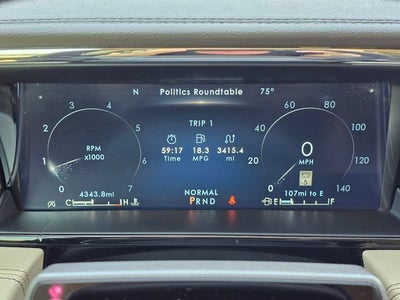 N Politics Roundtable 75°
3 4
2 5
1 6
0 7
RPM
x1000
4343.8mi
C H
TRIP 1
59:17 18.3 3415.4
Time MPG mi
NORMAL
PRND
60 80
40 100
20 120
0 140
0
MPH
107mi to E
E F